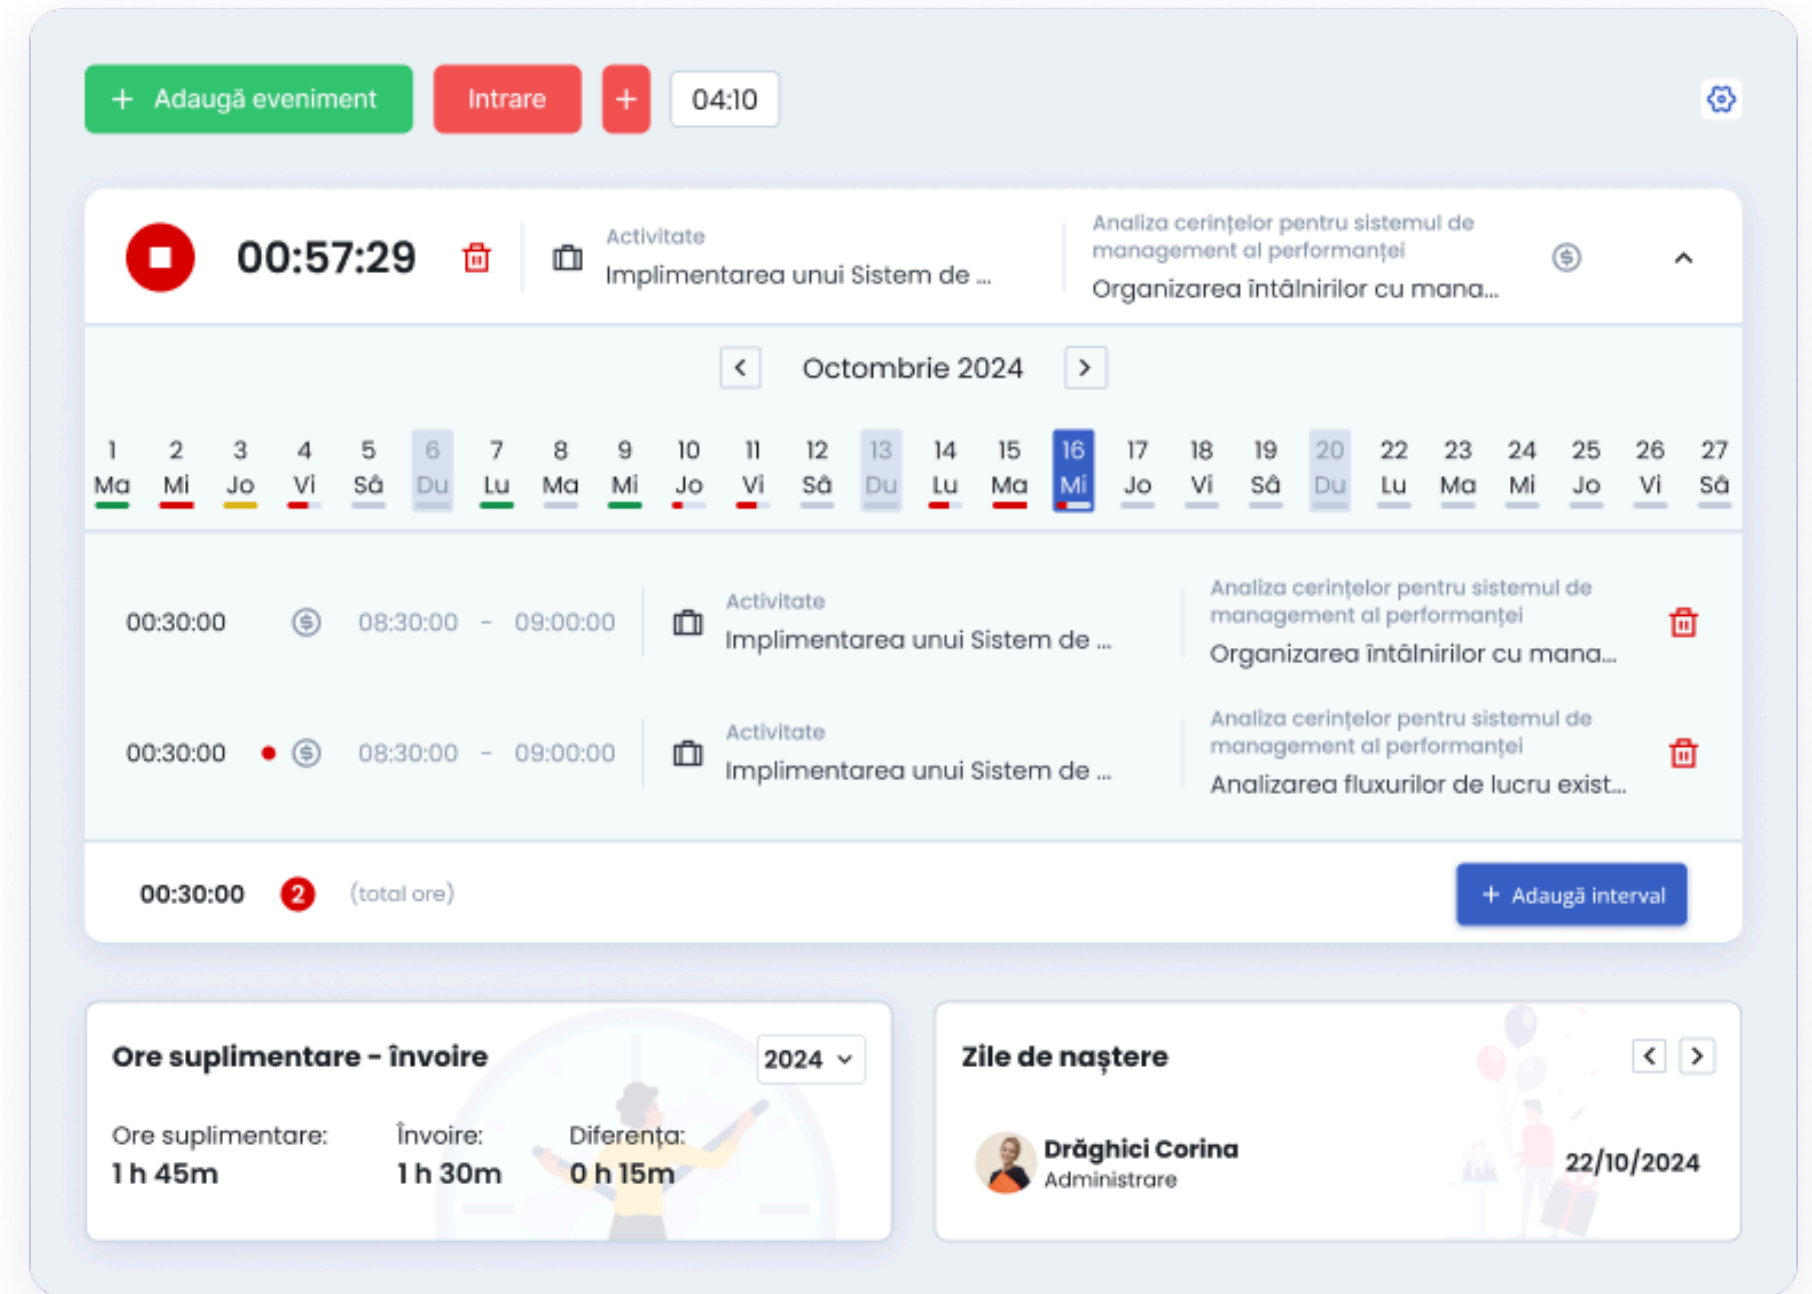 + Adaugă eveniment
Intrare
+
04:10
00:57:29
Activitate
Implimentarea unui Sistem de ...
Analiza cerințelor pentru sistemul de
management al performanței
Organizarea întâlnirilor cu mana...
Octombrie 2024
1 2 3 4 5 6 7 8 9 10 11 12 13 14 15 16 17 18 19 20 22 23 24 25 26 27
Ma Mi Jo Vi Sâ Du Lu Ma Mi Jo Vi Sâ Du Lu Ma Mi Jo Vi Sâ Du Lu Ma Mi Jo Vi Sâ
00:30:00
08:30:00 - 09:00:00
Activitate
Implimentarea unui Sistem de ...
Analiza cerințelor pentru sistemul de
management al performanței
Organizarea întâlnirilor cu mana...
00:30:00
08:30:00 - 09:00:00
Activitate
Implimentarea unui Sistem de ...
Analiza cerințelor pentru sistemul de
management al performanței
Analizarea fluxurilor de lucru exist...
00:30:00
2
(total ore)
+ Adaugă interval
Ore suplimentare - învoire
2024
Ore suplimentare:
1 h 45m
Învoire:
1 h 30m
Diferența:
0 h 15m
Zile de naștere
Drăghici Corina
Administrare
22/10/2024